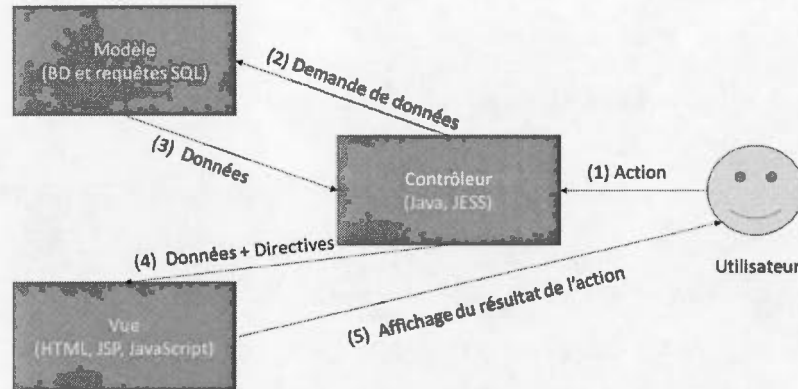 Modèle
(BD et requêtes SQL)
(2) Demande de données
(3) Données
Contrôleur
(Java, JESS)
(1) Action
(4) Données + Directives
Utilisateur
Vue
(HTML, JSP, JavaScript)
(5) Affichage du résultat de l'action